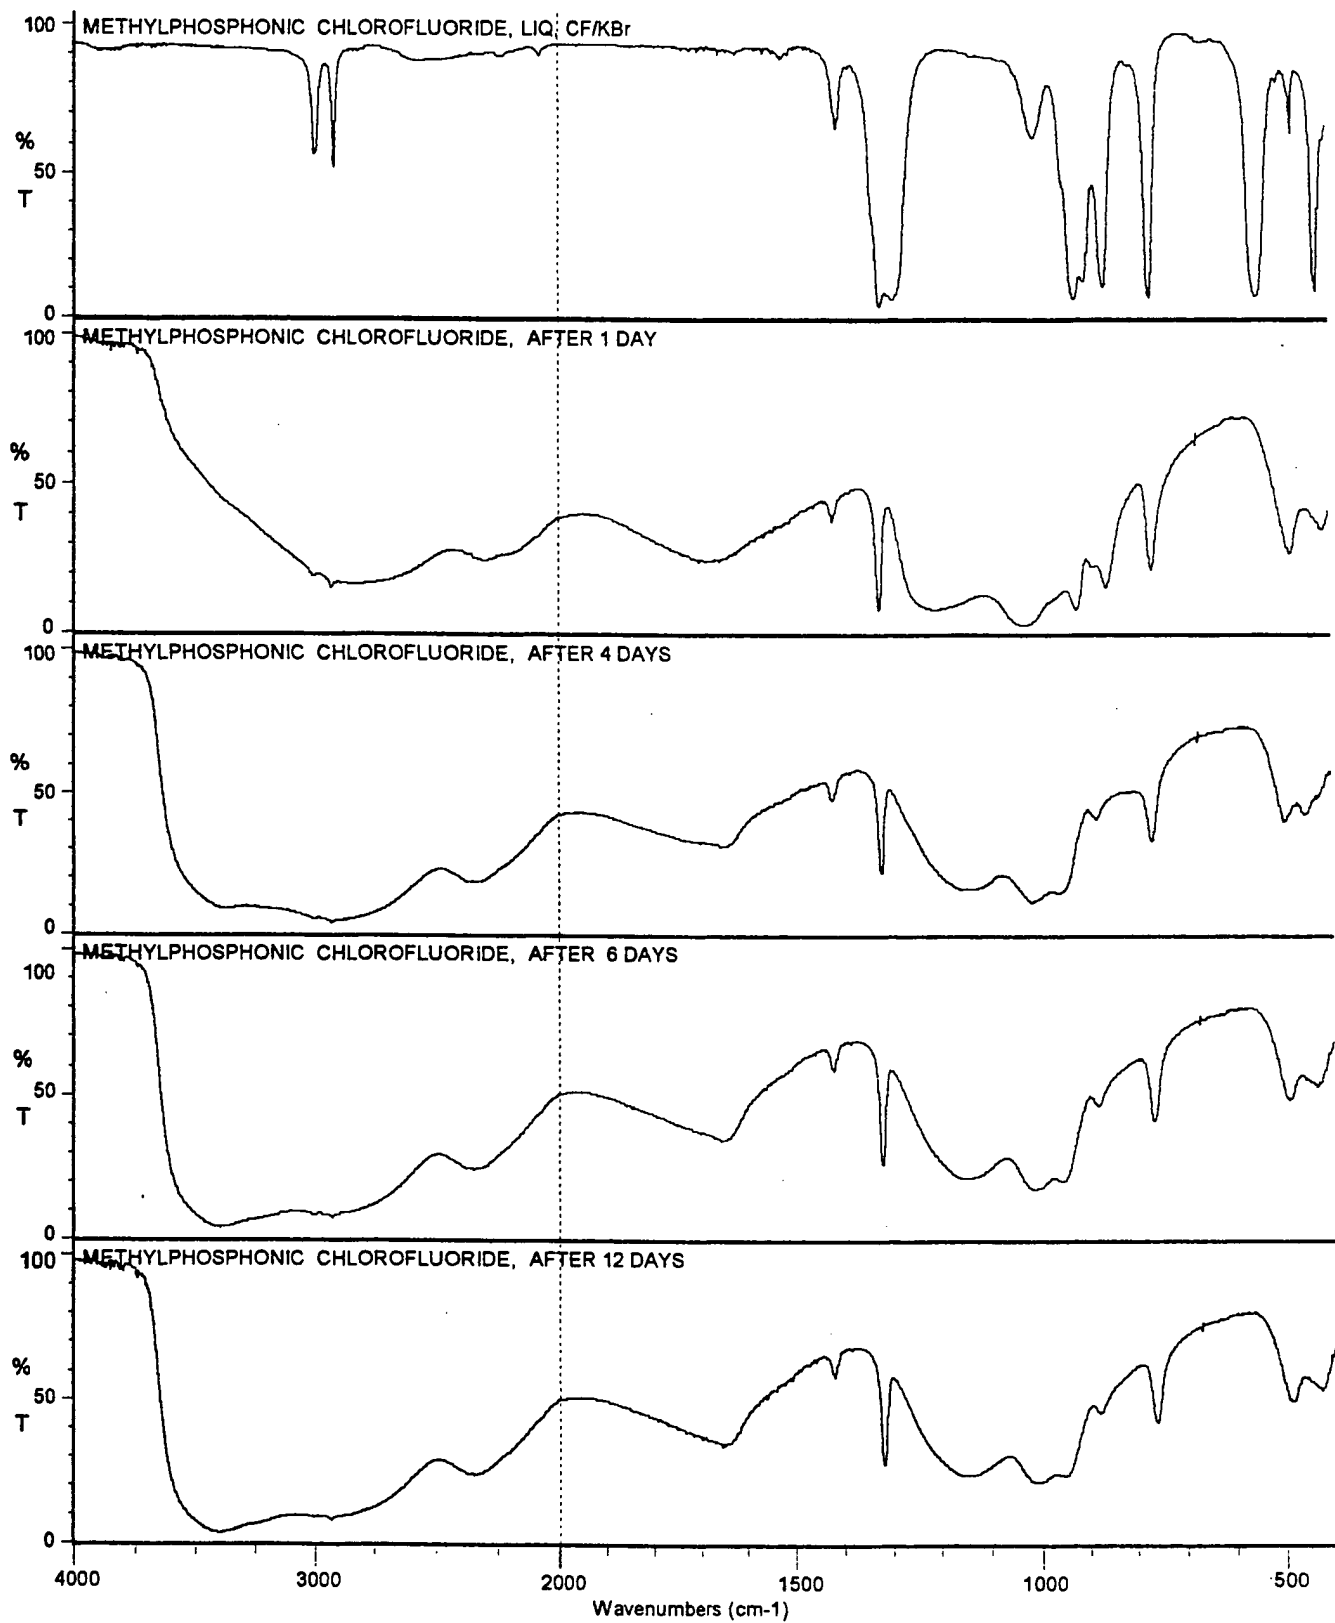 METHYLPHOSPHONIC CHLOROFLUORIDE, LIQ, CF/KBr
100
%
50
T
0
METHYLPHOSPHONIC CHLOROFLUORIDE, AFTER 1 DAY
100
%
50
T
0
METHYLPHOSPHONIC CHLOROFLUORIDE, AFTER 4 DAYS
100
%
50
T
0
METHYLPHOSPHONIC CHLOROFLUORIDE, AFTER 6 DAYS
100
%
50
T
0
METHYLPHOSPHONIC CHLOROFLUORIDE, AFTER 12 DAYS
100
%
50
T
0
4000 3000 2000 1500 1000 500
Wavenumbers (cm-1)